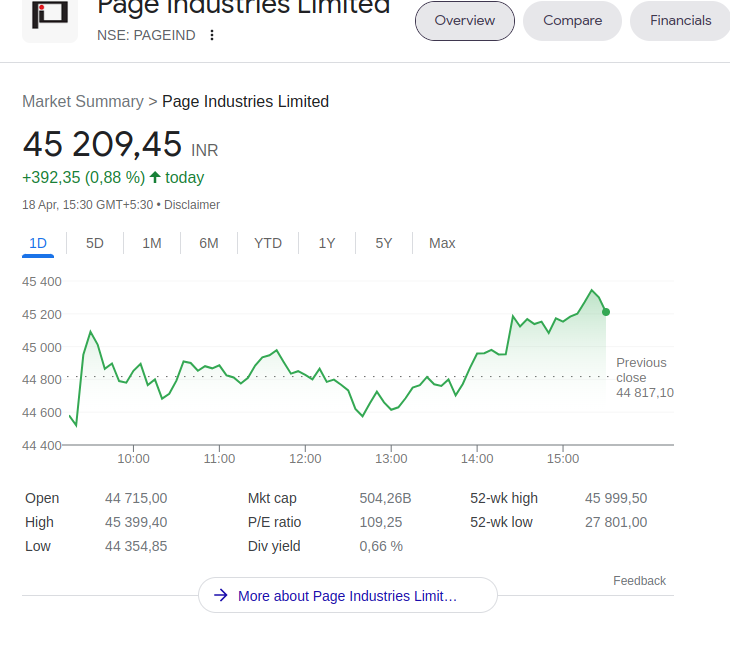 Page Industries Limited
NSE: PAGEIND
Overview
Compare
Financials
Market Summary > Page Industries Limited
45 209,45 INR
+392,35 (0,88 %) today
18 Apr, 15:30 GMT+5:30 • Disclaimer
1D 5D 1M 6M YTD 1Y 5Y Max
45 400
45 200
45 000
44 800
44 600
44 400
Previous
close
44 817,10
10:00 11:00 12:00 13:00 14:00 15:00
Open 44 715,00 Mkt cap 504,26B 52-wk high 45 999,50
High 45 399,40 P/E ratio 109,25 52-wk low 27 801,00
Low 44 354,85 Div yield 0,66 %
Feedback
More about Page Industries Limit…